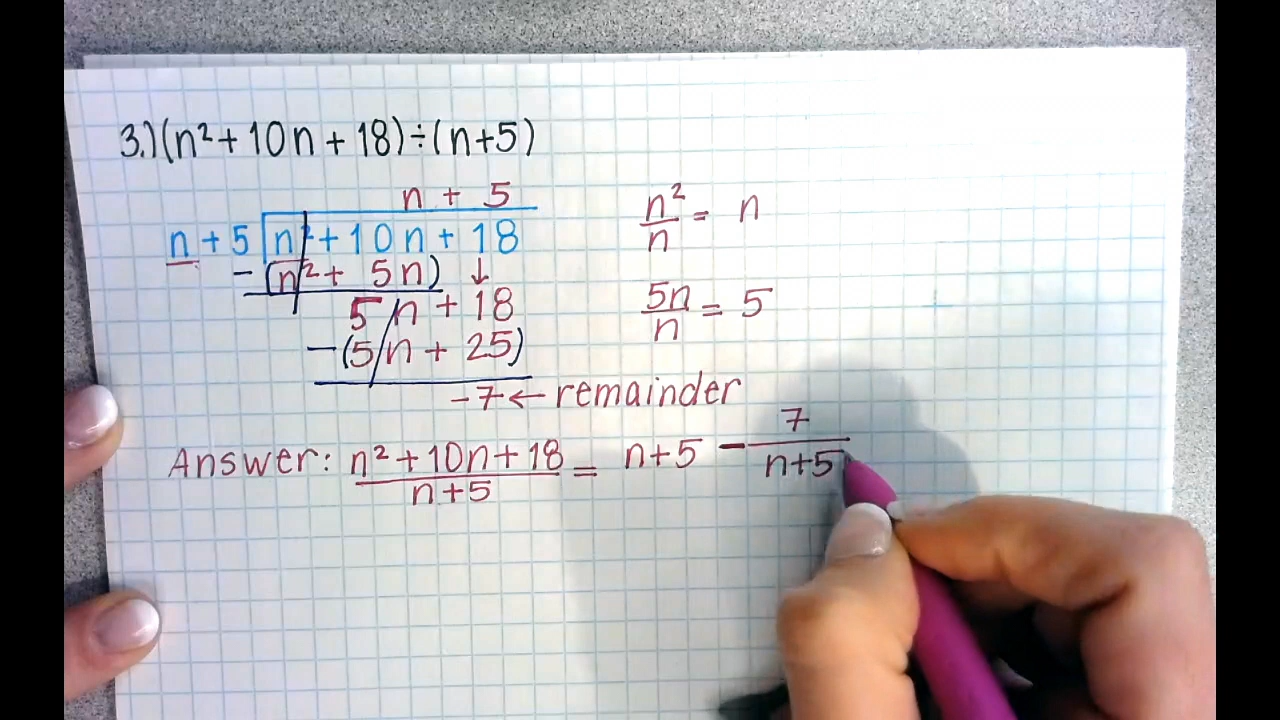 3.) (n² + 10n + 18) ÷ (n+5)
n + 5
n + 5 n² + 10n + 18
- (n² + 5n) ↓
5n + 18
- (5n + 25)
-7 ← remainder
n²/n = n
5n/n = 5
Answer: n² + 10n + 18 / n+5 = n+5 - 7/n+5